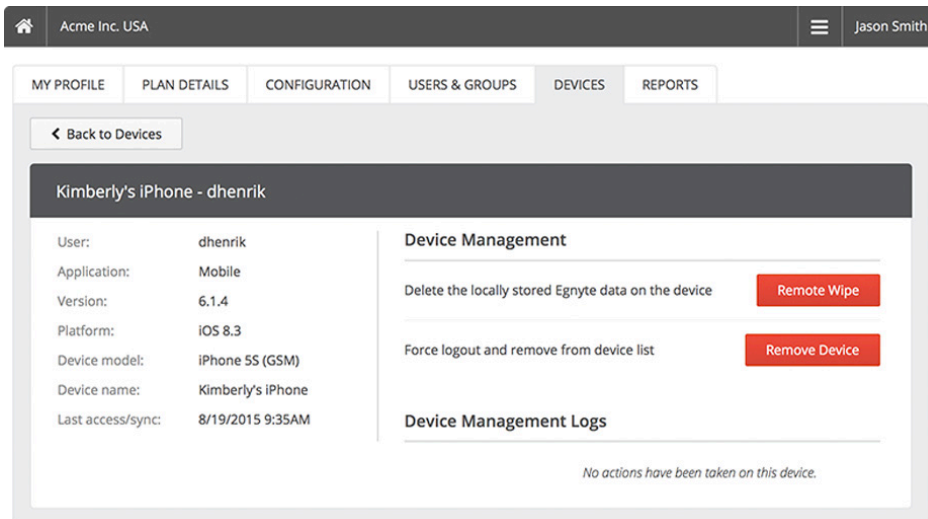 Acme Inc. USA
Jason Smith
MY PROFILE
PLAN DETAILS
CONFIGURATION
USERS & GROUPS
DEVICES
REPORTS
Back to Devices
Kimberly's iPhone - dhenrik
User: dhenrik
Application: Mobile
Version: 6.1.4
Platform: iOS 8.3
Device model: iPhone 5S (GSM)
Device name: Kimberly's iPhone
Last access/sync: 8/19/2015 9:35AM
Device Management
Delete the locally stored Egnyte data on the device
Remote Wipe
Force logout and remove from device list
Remove Device
Device Management Logs
No actions have been taken on this device.